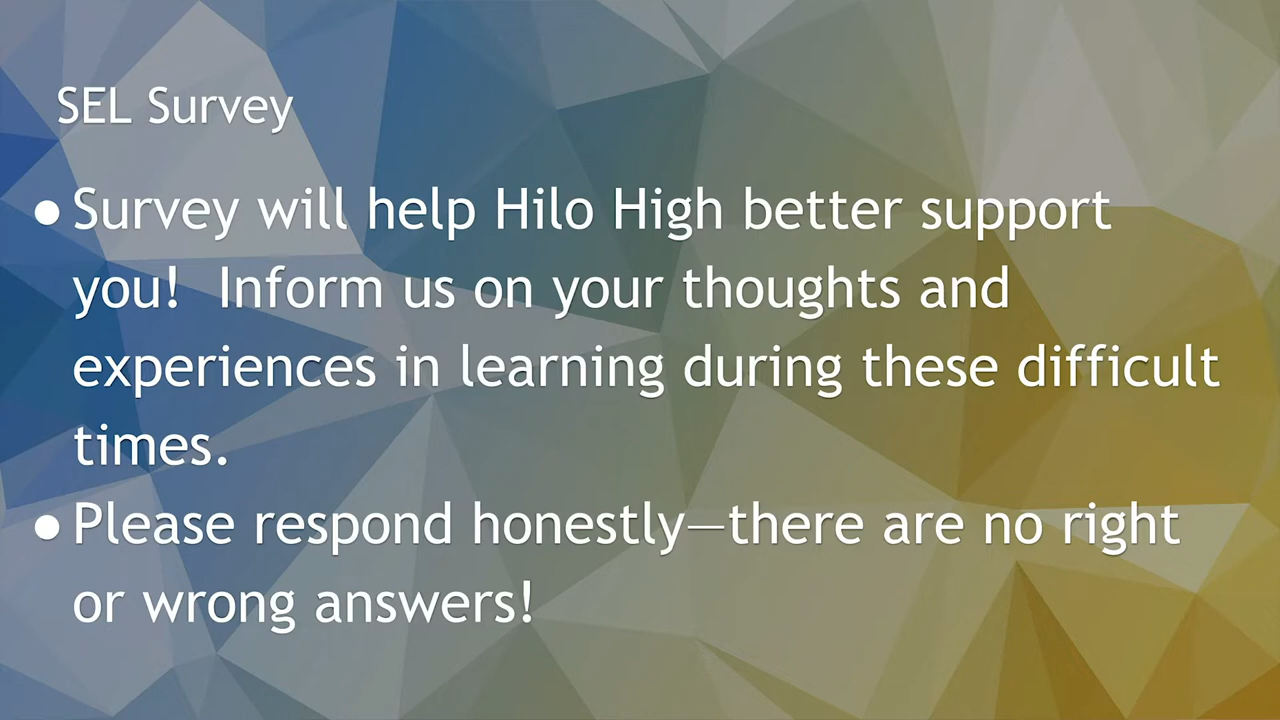 SEL Survey
● Survey will help Hilo High better support
you!  Inform us on your thoughts and
experiences in learning during these difficult
times.
● Please respond honestly—there are no right
or wrong answers!